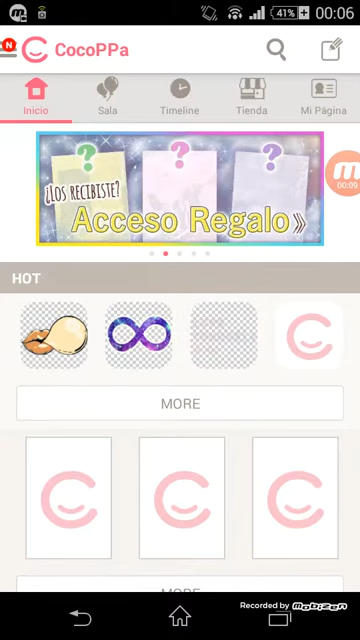 41% 00:06
N
CocoPPa
Inicio Sala Timeline Tienda Mi Página
? ? ?
¿Los recibiste?
Acceso Regalo»
00:09
HOT
MORE
MORE
Recorded by Mobizen